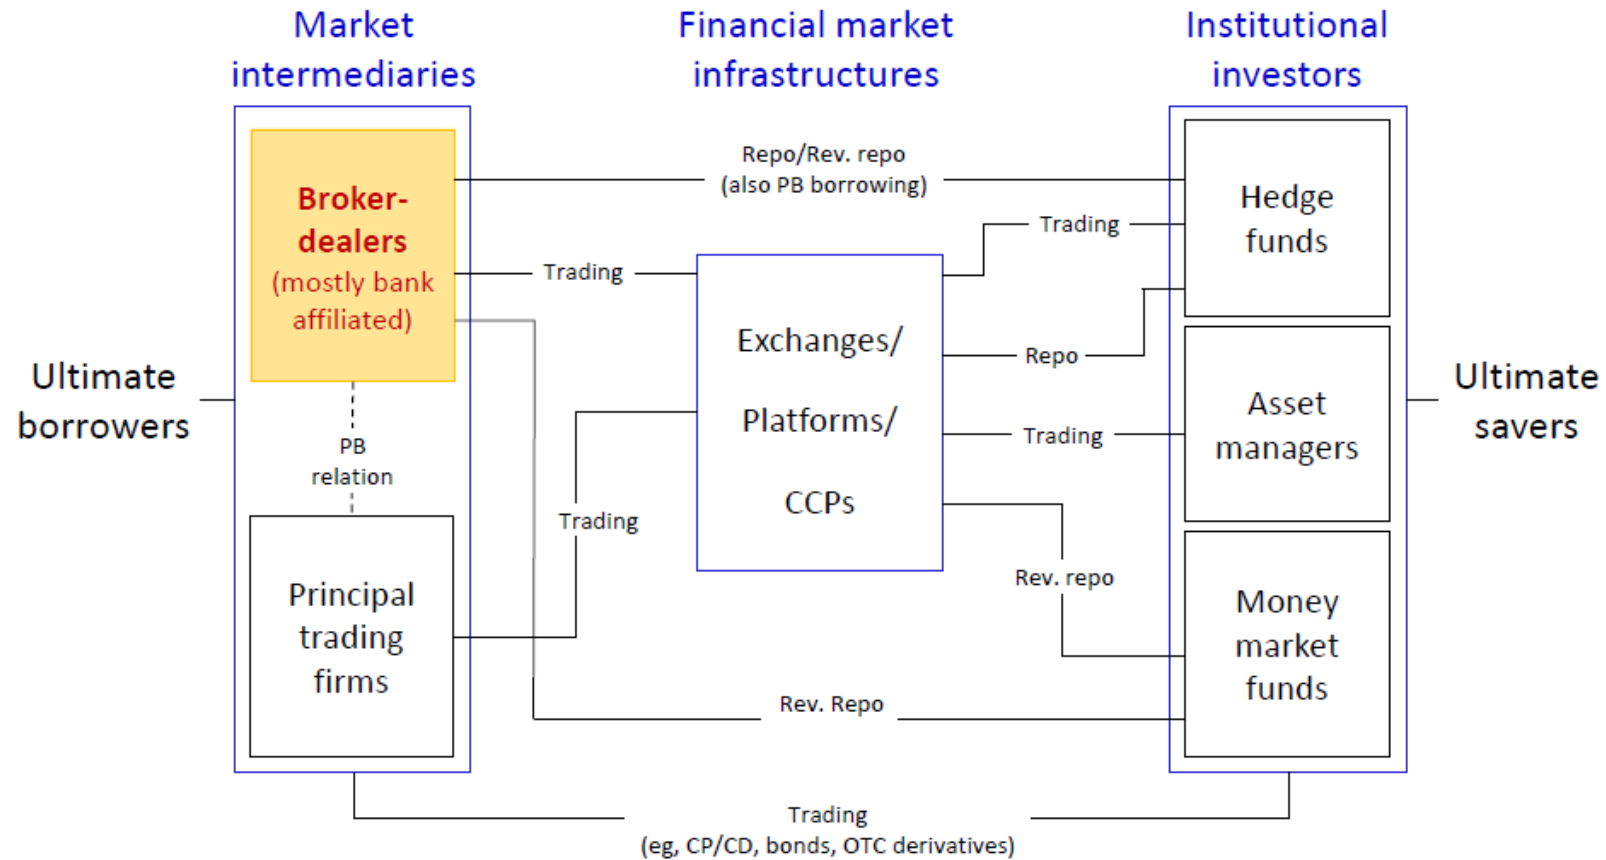 Market
intermediaries
Financial market
infrastructures
Institutional
investors
Ultimate
borrowers
Broker-
dealers
(mostly bank
affiliated)
PB
relation
Principal
trading
firms
Repo/Rev. repo
(also PB borrowing)
Trading
Trading
Exchanges/
Platforms/
CCPs
Trading
Repo
Trading
Rev. repo
Rev. Repo
Hedge
funds
Asset
managers
Money
market
funds
Ultimate
savers
Trading
(eg, CP/CD, bonds, OTC derivatives)